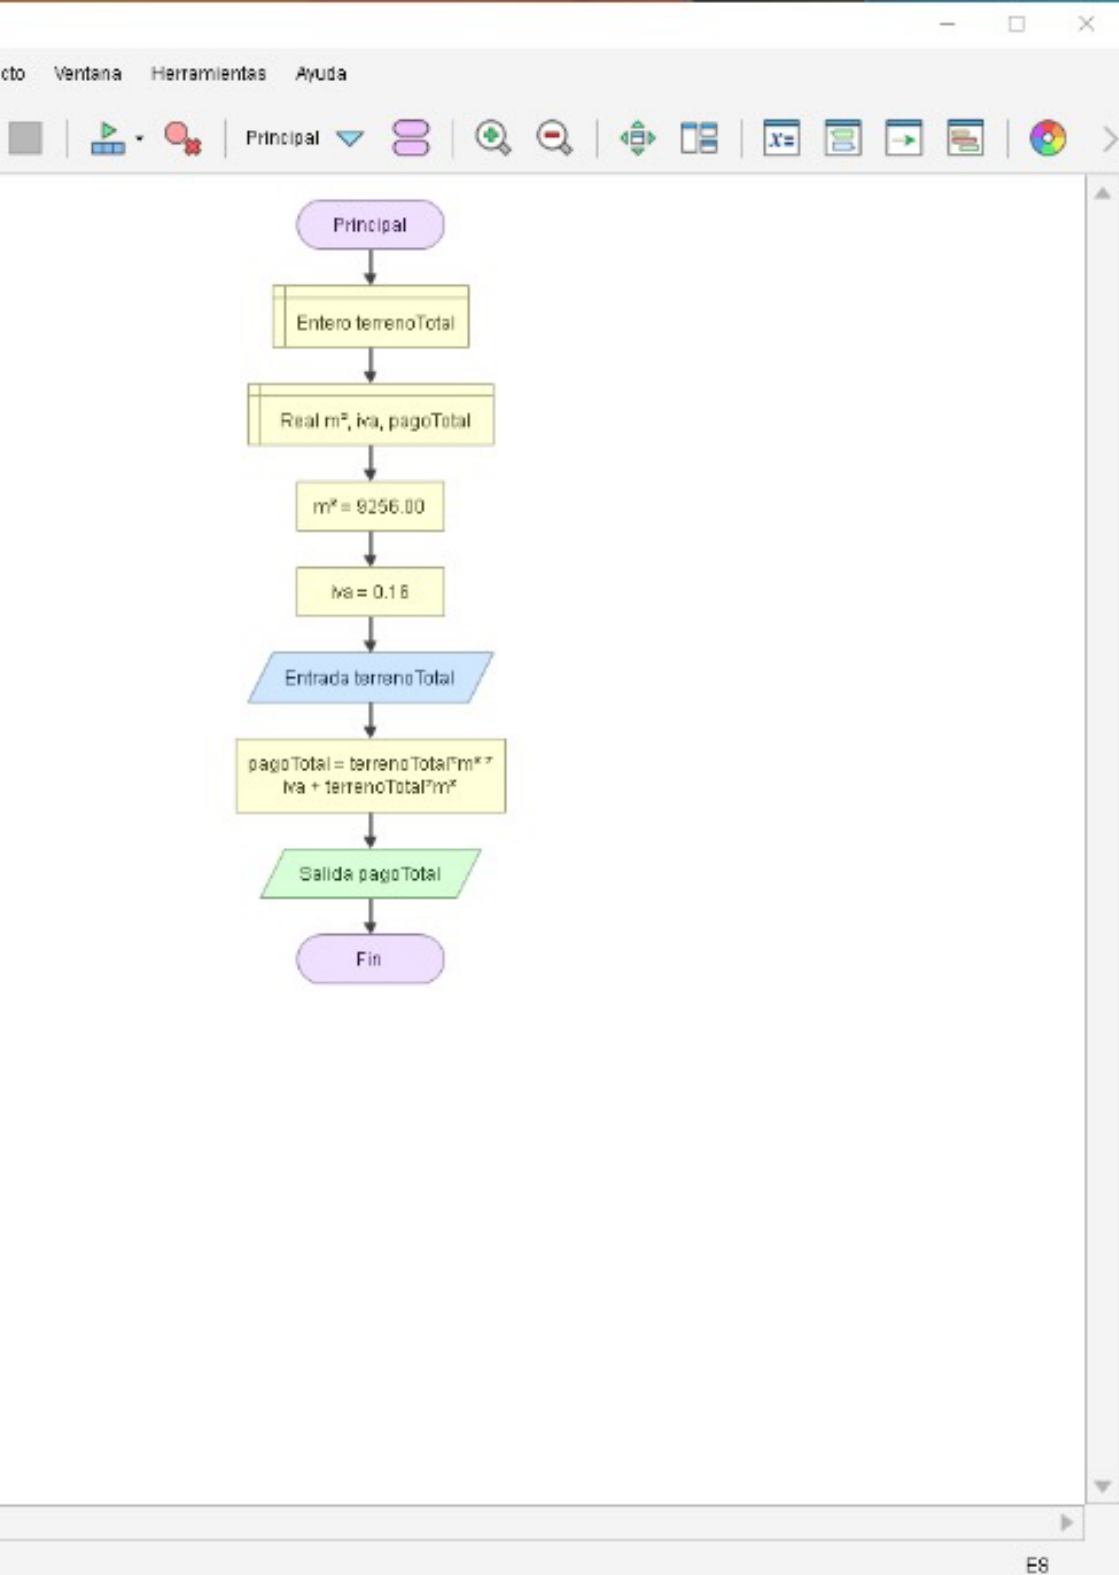 cto Ventana Herramientas Ayuda
Principal
x=
Principal
Entero terrenoTotal
Real m², iva, pagoTotal
m² = 9256.00
iva = 0.16
Entrada terrenoTotal
pagoTotal = terrenoTotal*m² *
iva + terrenoTotal*m²
Salida pagoTotal
Fin
ES